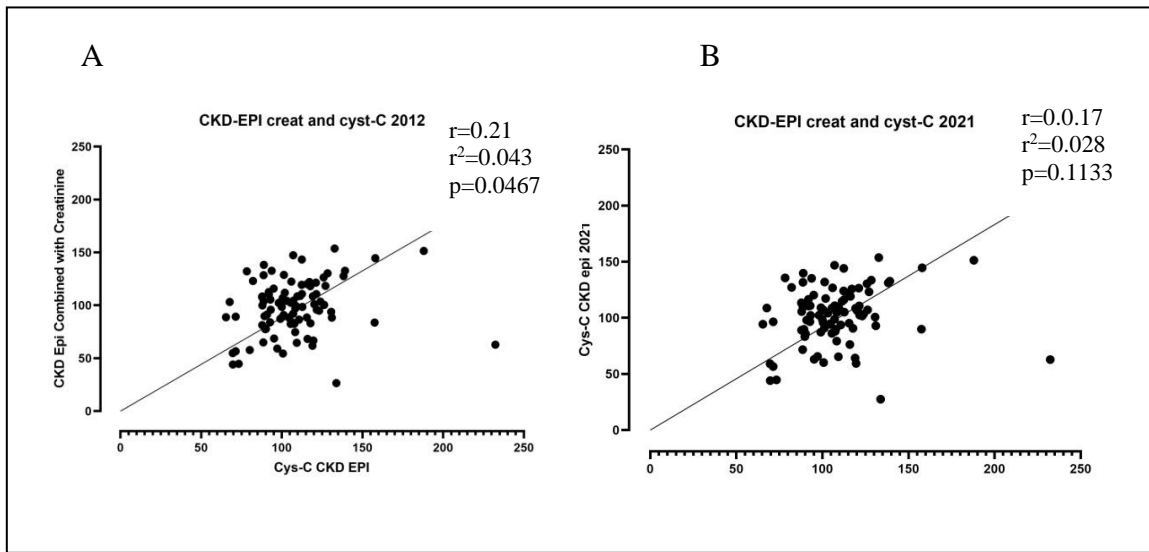 A
CKD-EPI creat and cyst-C 2012
r=0.21
r²=0.043
p=0.0467
CKD Epi Combined with Creatinine
250
200
150
100
50
0
0 50 100 150 200 250
Cys-C CKD EPI
B
CKD-EPI creat and cyst-C 2021
r=0.0.17
r²=0.028
p=0.1133
Cys-C CKD epi 2021
250
200
150
100
50
0
0 50 100 150 200 250